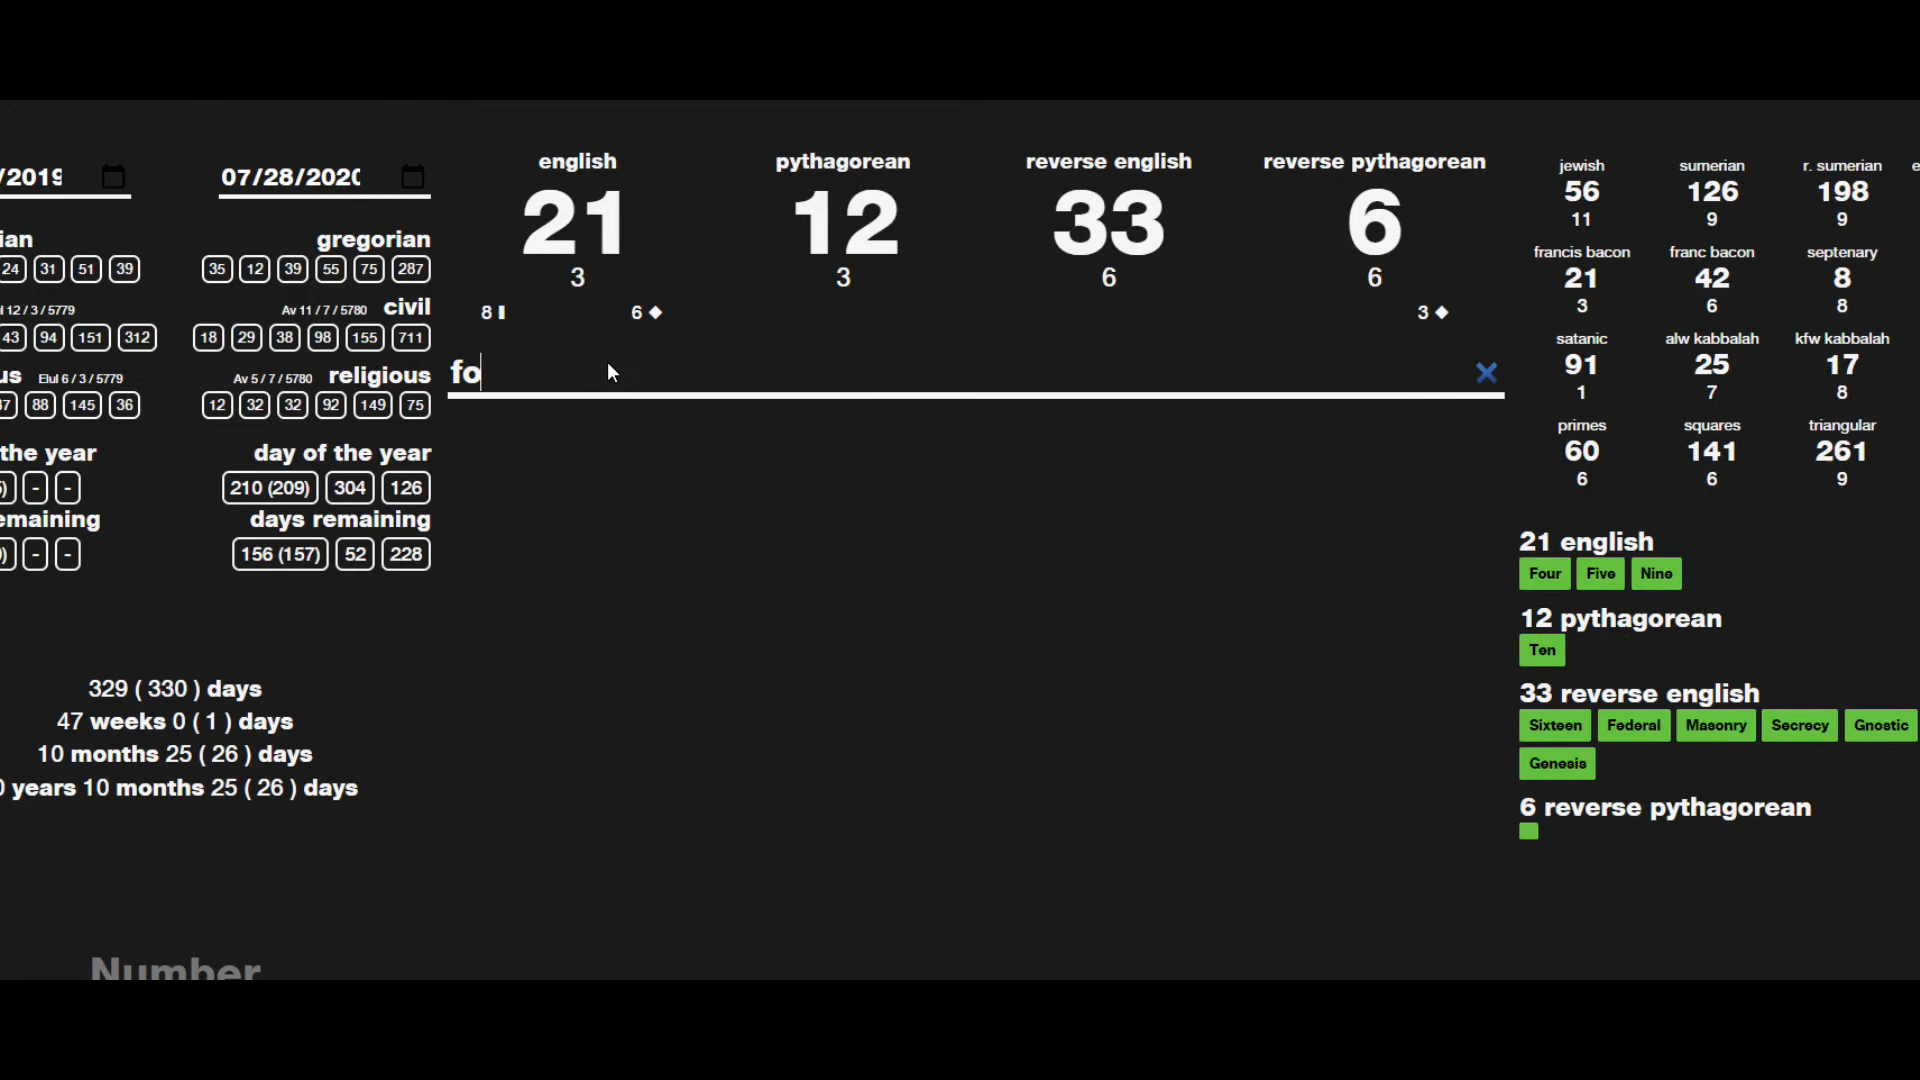 /2019
07/28/2020
ian
24 31 51 39
gregorian
35 12 39 55 75 287
l 12 / 3 / 5779
43 94 151 312
Av 11 / 7 / 5780 civil
18 29 38 98 155 711
us Elul 6 / 3 / 5779
37 88 145 36
Av 5 / 7 / 5780 religious
12 32 32 92 149 75
the year
) - -
day of the year
210 (209) 304 126
emaining
) - -
days remaining
156 (157) 52 228
329 ( 330 ) days
47 weeks 0 ( 1 ) days
10 months 25 ( 26 ) days
0 years 10 months 25 ( 26 ) days
Number
english pythagorean reverse english reverse pythagorean
21 12 33 6
3 3 6 6
8 6 ◆ 3 ◆
fo
jewish sumerian r. sumerian e
56 126 198
11 9 9
francis bacon franc bacon septenary
21 42 8
3 6 8
satanic alw kabbalah kfw kabbalah
91 25 17
1 7 8
primes squares triangular
60 141 261
6 6 9
21 english
Four Five Nine
12 pythagorean
Ten
33 reverse english
Sixteen Federal Masonry Secrecy Gnostic
Genesis
6 reverse pythagorean